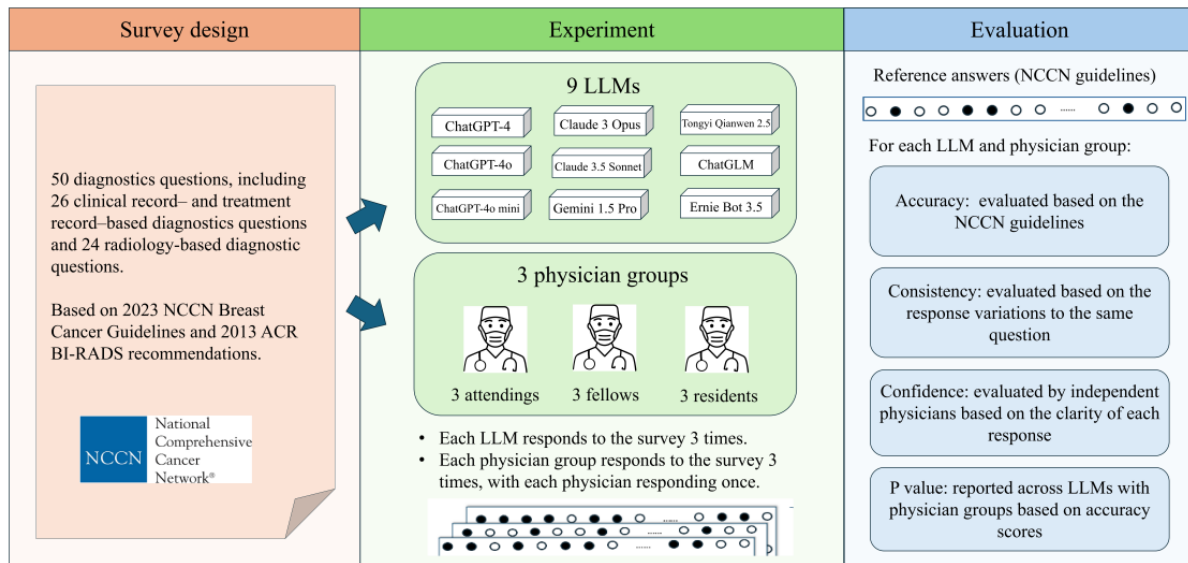 Survey design
50 diagnostics questions, including
26 clinical record– and treatment
record–based diagnostics questions
and 24 radiology-based diagnostic
questions.
Based on 2023 NCCN Breast
Cancer Guidelines and 2013 ACR
BI-RADS recommendations.
NCCN
National
Comprehensive
Cancer
Network®
Experiment
9 LLMs
ChatGPT-4
Claude 3 Opus
Tongyi Qianwen 2.5
ChatGPT-4o
Claude 3.5 Sonnet
ChatGLM
ChatGPT-4o mini
Gemini 1.5 Pro
Ernie Bot 3.5
3 physician groups
3 attendings
3 fellows
3 residents
• Each LLM responds to the survey 3 times.
• Each physician group responds to the survey 3
times, with each physician responding once.
Evaluation
Reference answers (NCCN guidelines)
For each LLM and physician group:
Accuracy: evaluated based on the
NCCN guidelines
Consistency: evaluated based on the
response variations to the same
question
Confidence: evaluated by independent
physicians based on the clarity of each
response
P value: reported across LLMs with
physician groups based on accuracy
scores